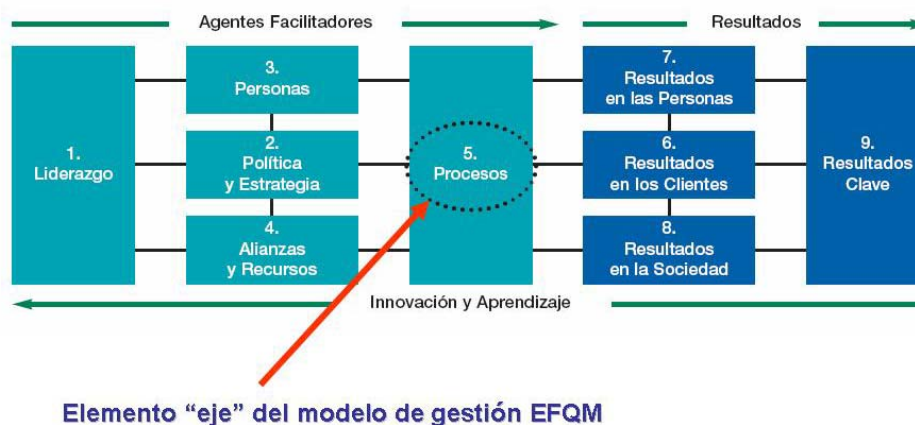 Agentes Facilitadores
Resultados
1.
Liderazgo
3.
Personas
2.
Política
y Estrategia
4.
Alianzas
y Recursos
5.
Procesos
7.
Resultados
en las Personas
6.
Resultados
en los Clientes
8.
Resultados
en la Sociedad
9.
Resultados
Clave
Innovación y Aprendizaje
Elemento “eje” del modelo de gestión EFQM